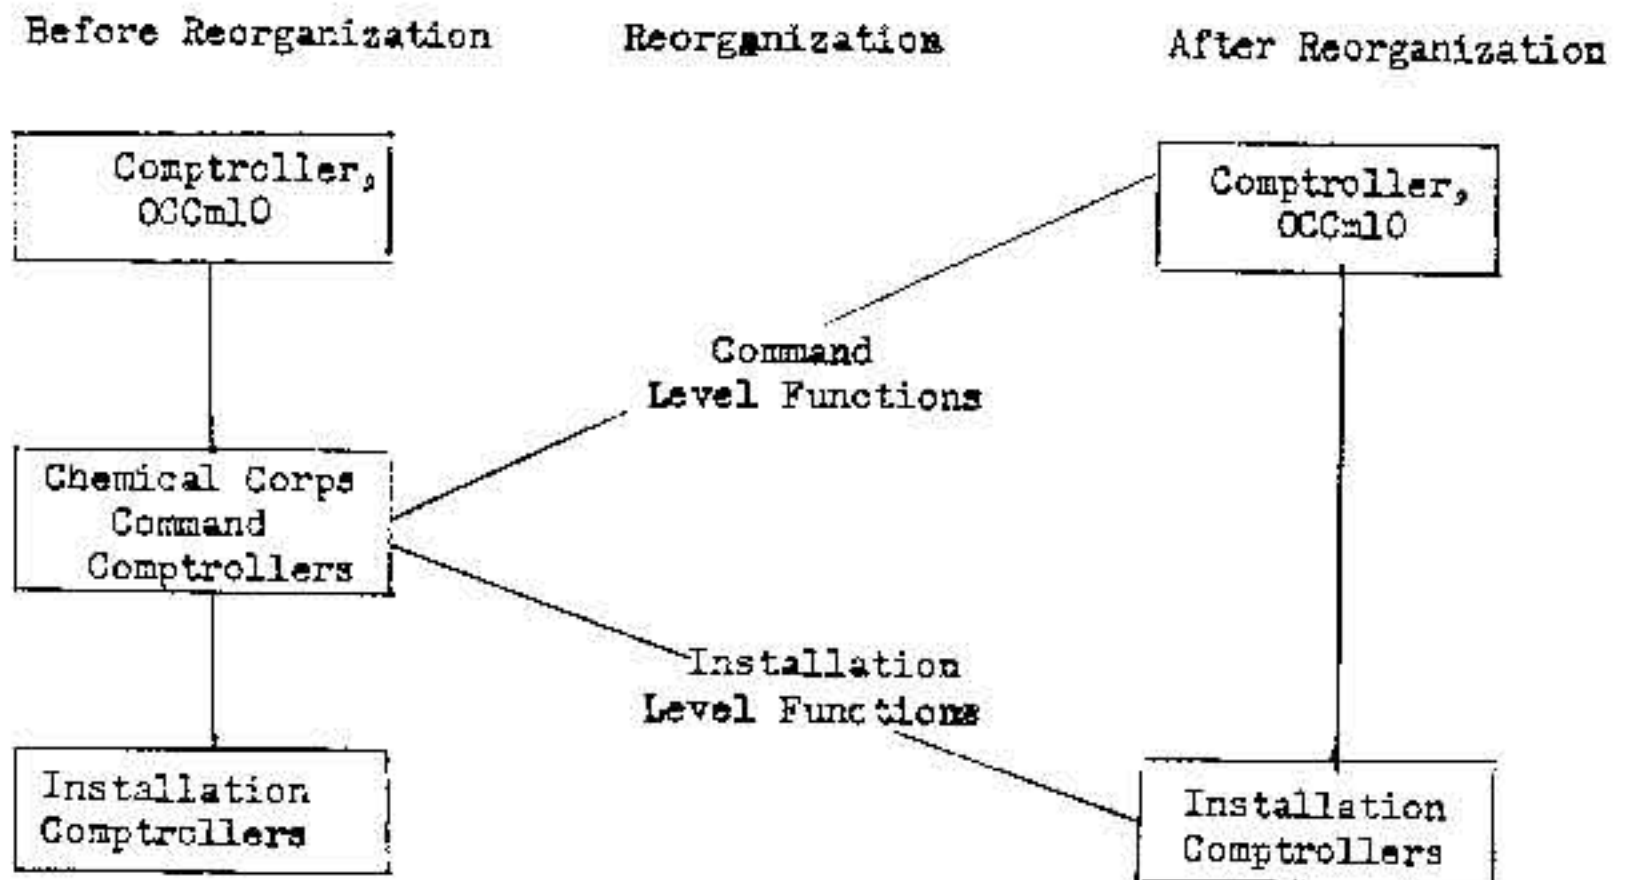 Before Reorganization
Reorganization
After Reorganization
Comptroller,
OCCmlO
Comptroller,
OCCmlO
Command
Level Functions
Chemical Corps
Command
Comptrollers
Installation
Level Functions
Installation
Comptrollers
Installation
Comptrollers